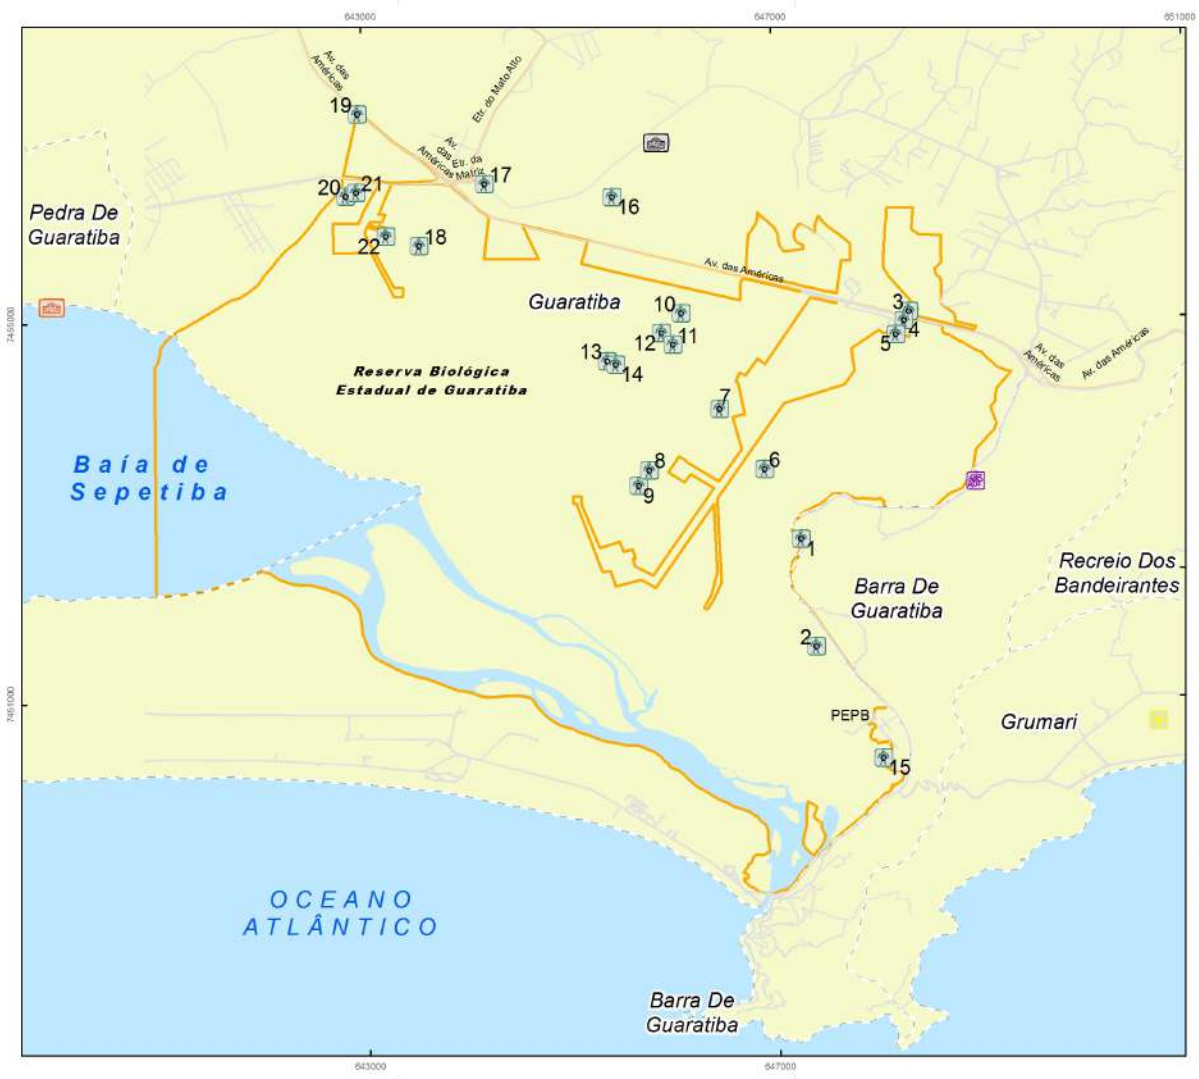 643000
647000
651000
Av. das
Américas
Etr. do Mato Alto
19
Av.
das Etr. da
Américas Matriz
17
20
21
16
Pedra De
Guaratiba
22
18
Av. das Américas
Guaratiba
10
3
4
5
7455000
12
11
13
14
Av. das
Américas
Av. das Américas
Reserva Biológica
Estadual de Guaratiba
7
Baía de
Sepetiba
8
6
9
1
Recreio Dos
Bandeirantes
Barra De
Guaratiba
2
7451000
PEPB
Grumari
15
OCEANO
ATLÂNTICO
Barra De
Guaratiba
643000
647000